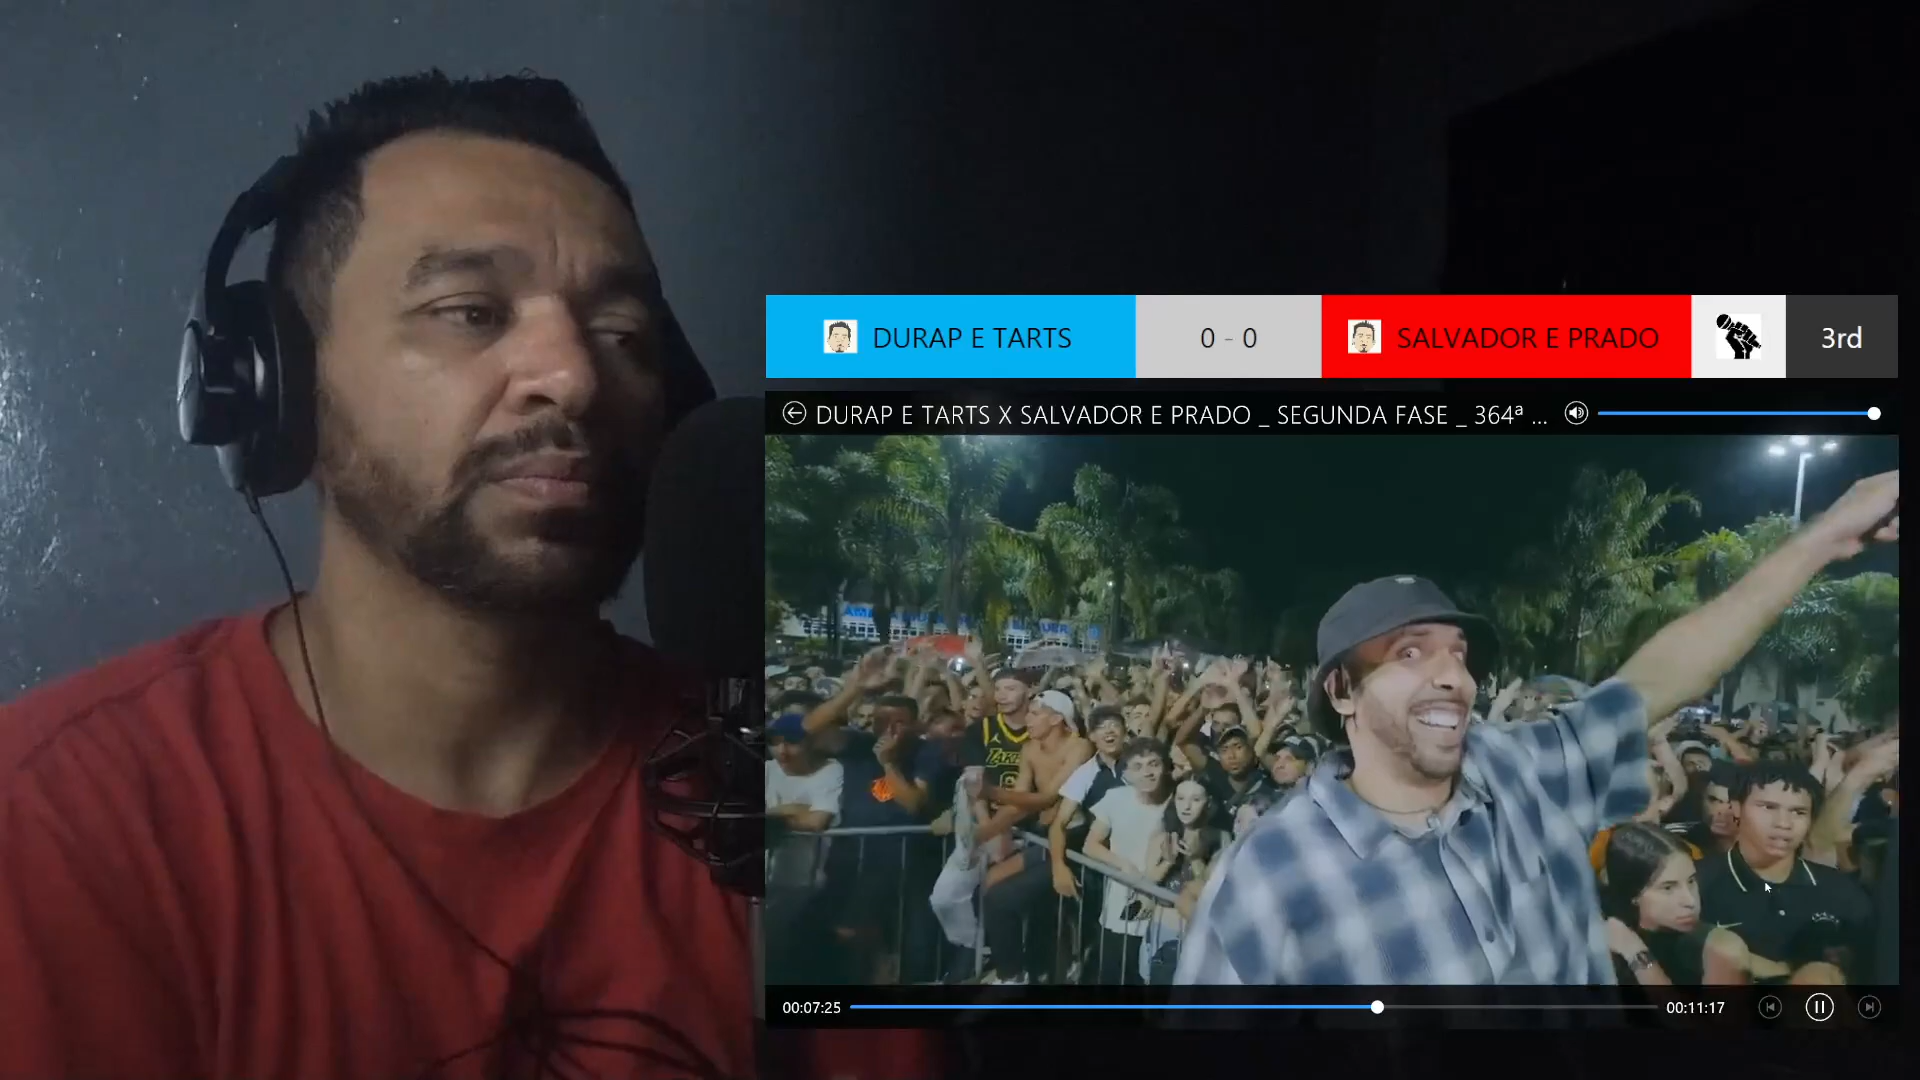 DURAP E TARTS
0 - 0
SALVADOR E PRADO
3rd
DURAP E TARTS X SALVADOR E PRADO _ SEGUNDA FASE _ 364ª ...
00:07:25
00:11:17